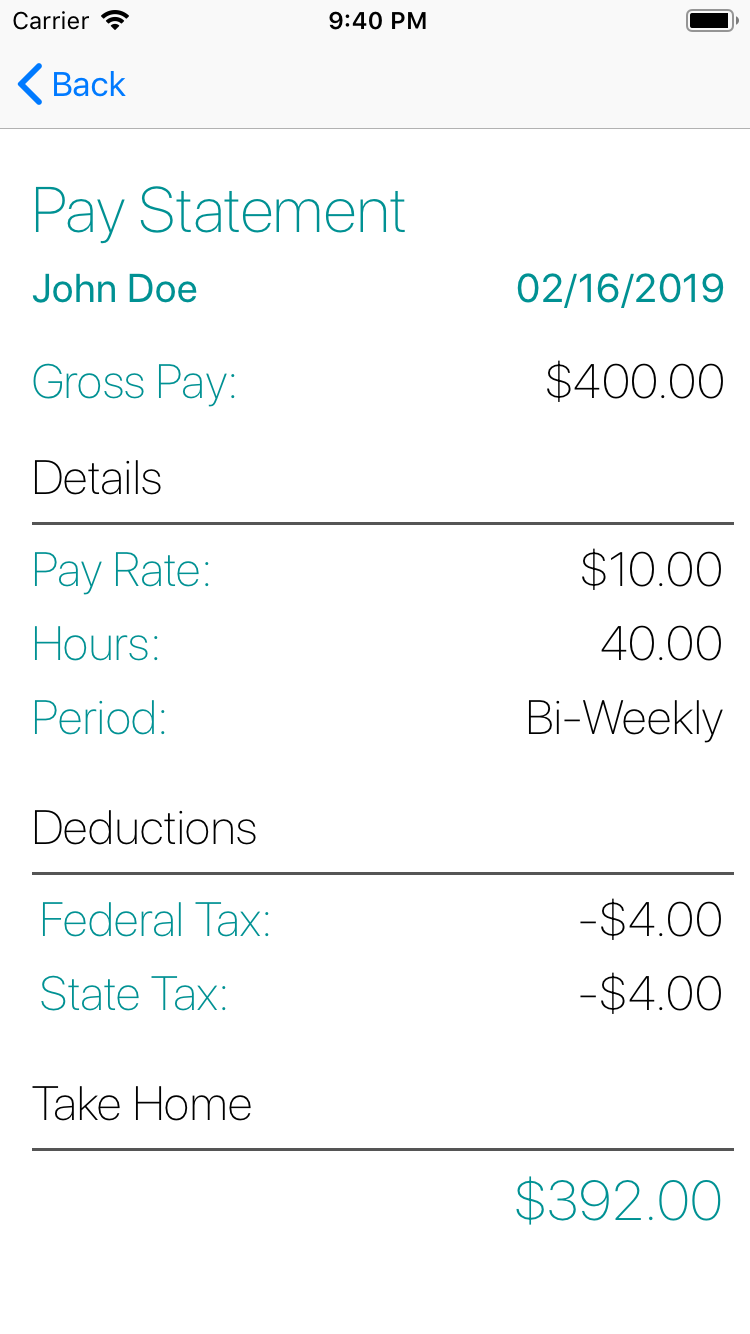 Carrier 9:40 PM
Back
Pay Statement
John Doe 02/16/2019
Gross Pay: $400.00
Details
Pay Rate: $10.00
Hours: 40.00
Period: Bi-Weekly
Deductions
Federal Tax: -$4.00
State Tax: -$4.00
Take Home
$392.00